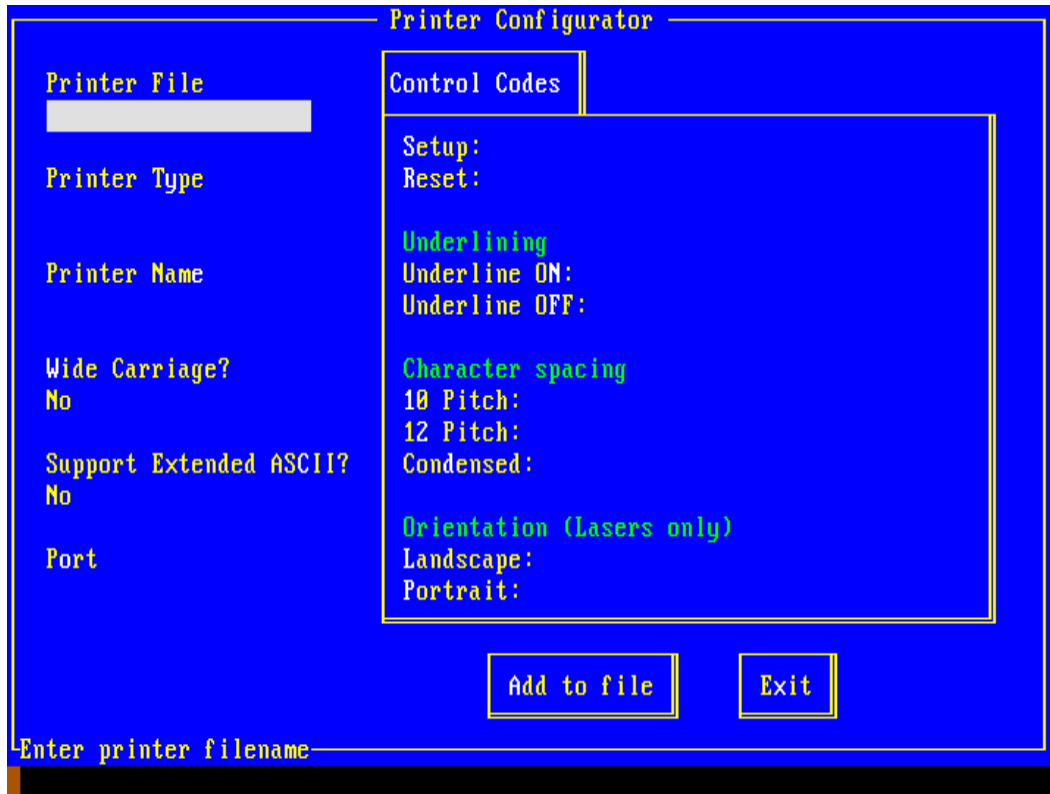 Printer Configurator
Printer File
Printer Type
Printer Name
Wide Carriage?
No
Support Extended ASCII?
No
Port
Control Codes
Setup:
Reset:
Underlining
Underline ON:
Underline OFF:
Character spacing
10 Pitch:
12 Pitch:
Condensed:
Orientation (Lasers only)
Landscape:
Portrait:
Add to file
Exit
Enter printer filename